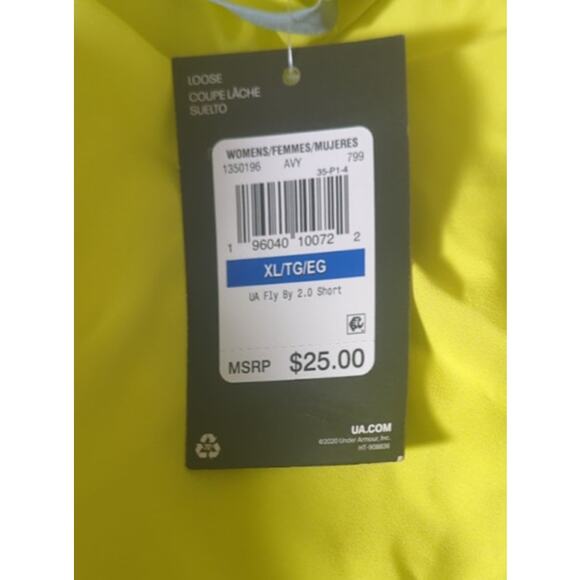 LOOSE
COUPE LÂCHE
SUELTO
WOMENS/FEMMES/MUJERES
1350196 AVY 799
35-P1-4
1 96040 10072 2
XL/TG/EG
UA Fly By 2.0 Short
MSRP $25.00
UA.COM
©2020 Under Armour, Inc.